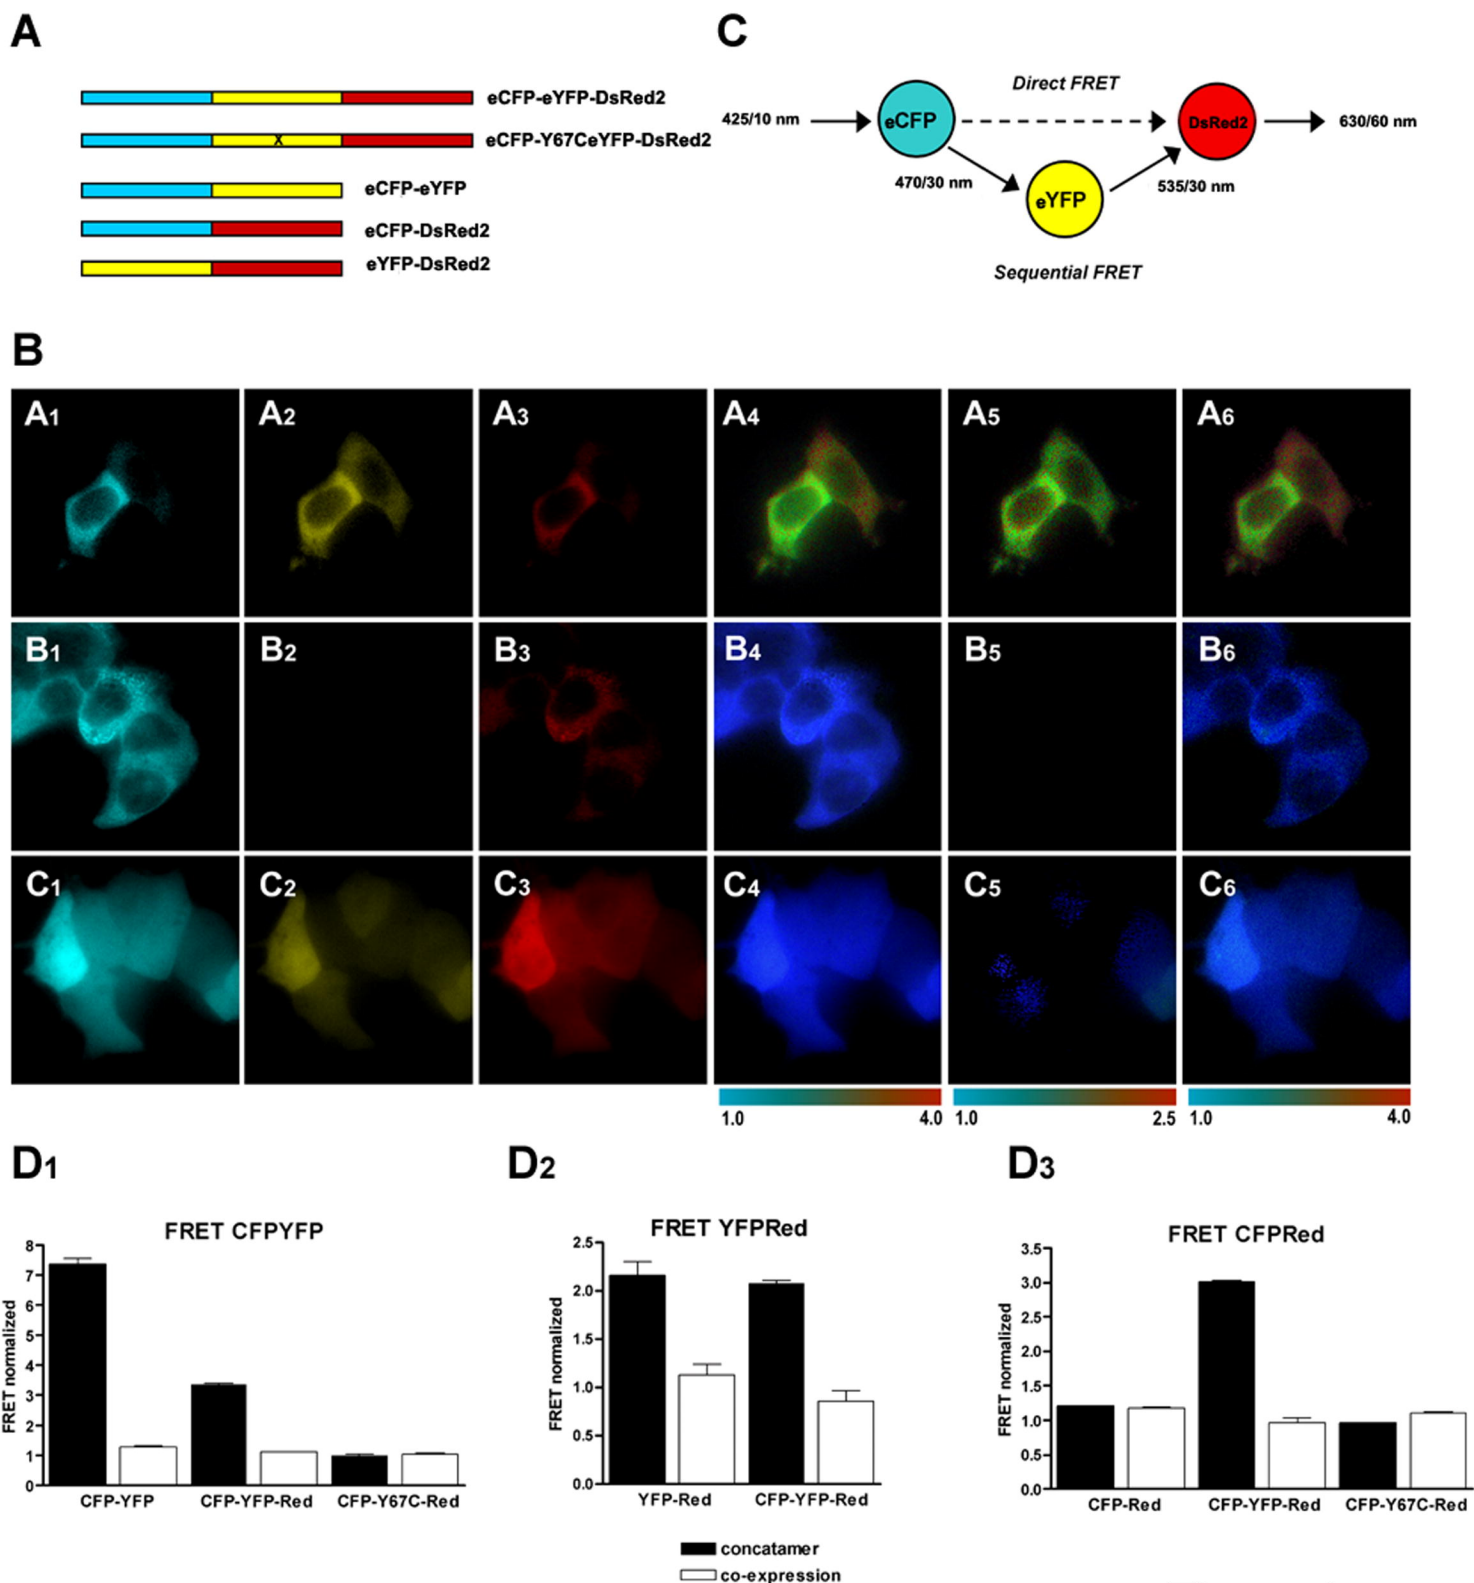 A
eCFP-eYFP-DsRed2
eCFP-Y67CeYFP-DsRed2
X
eCFP-eYFP
eCFP-DsRed2
eYFP-DsRed2
C
Direct FRET
425/10 nm
eCFP
DsRed2
630/60 nm
470/30 nm
535/30 nm
eYFP
Sequential FRET
B
A1 A2 A3 A4 A5 A6
B1 B2 B3 B4 B5 B6
C1 C2 C3 C4 C5 C6
1.0 4.0 1.0 2.5 1.0 4.0
D1
FRET CFPYFP
FRET normalized
8
7
6
5
4
3
2
1
0
CFP-YFP CFP-YFP-Red CFP-Y67C-Red
D2
FRET YFPRed
FRET normalized
2.5
2.0
1.5
1.0
0.5
0.0
YFP-Red CFP-YFP-Red
concatamer
co-expression
D3
FRET CFPRed
FRET normalized
3.5
3.0
2.5
2.0
1.5
1.0
0.5
0.0
CFP-Red CFP-YFP-Red CFP-Y67C-Red